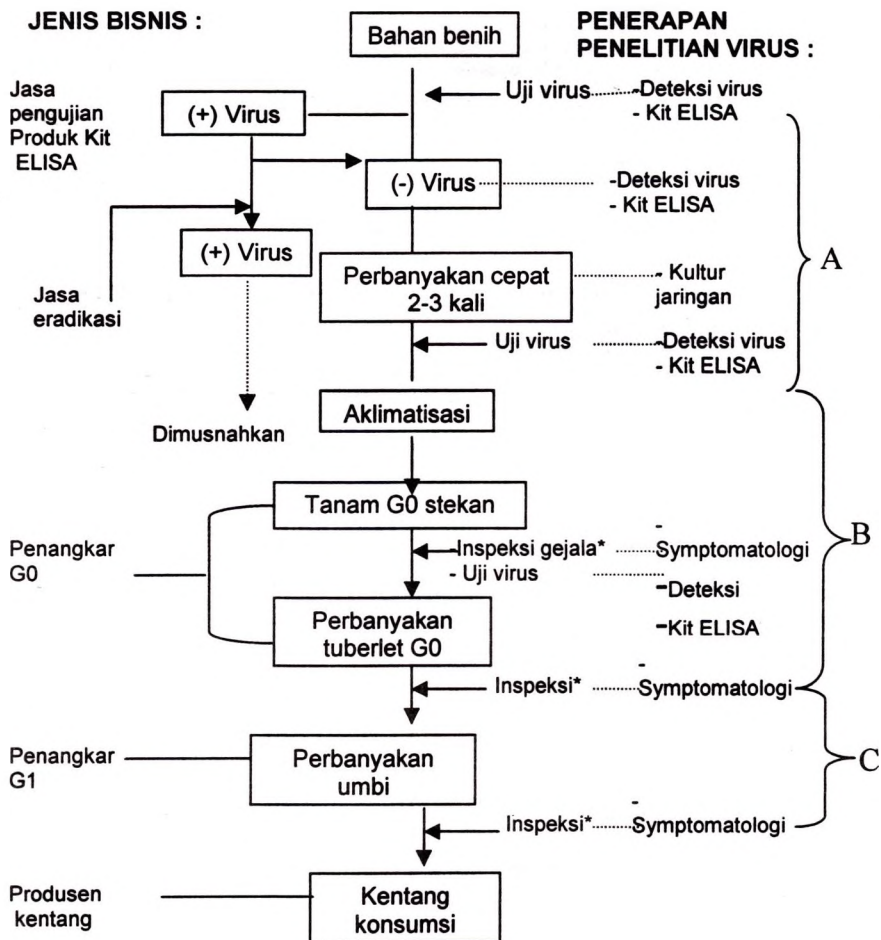 JENIS BISNIS :
Bahan benih
PENERAPAN
PENELITIAN VIRUS :
Jasa
pengujian
Produk Kit
ELISA
(+) Virus
Uji virus
-Deteksi virus
- Kit ELISA
(-) Virus
-Deteksi virus
- Kit ELISA
A
(+) Virus
Jasa
eradikasi
Perbanyakan cepat
2-3 kali
- Kultur
jaringan
Uji virus
-Deteksi virus
- Kit ELISA
Dimusnahkan
Aklimatisasi
Tanam G0 stekan
B
Penangkar
G0
-Inspeksi gejala*
- Uji virus
-
Symptomatologi
-Deteksi
-Kit ELISA
Perbanyakan
tuberlet G0
Inspeksi*
-
Symptomatologi
Penangkar
G1
Perbanyakan
umbi
C
Inspeksi*
-
Symptomatologi
Produsen
kentang
Kentang
konsumsi